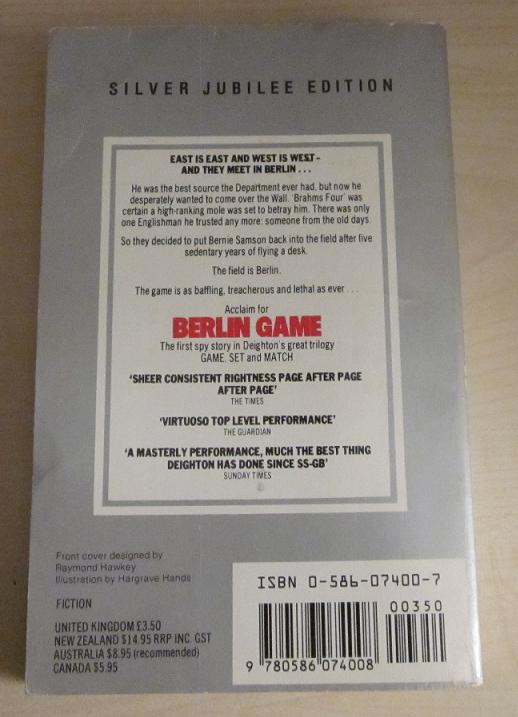 SILVER JUBILEE EDITION
EAST IS EAST AND WEST IS WEST –
AND THEY MEET IN BERLIN . . .
He was the best source the Department ever had, but now he
desperately wanted to come over the Wall. 'Brahms Four' was
certain a high-ranking mole was set to betray him. There was only
one Englishman he trusted any more: someone from the old days.
So they decided to put Bernie Samson back into the field after five
sedentary years of flying a desk.
The field is Berlin.
The game is as baffling, treacherous and lethal as ever . . .
Acclaim for
BERLIN GAME
The first spy story in Deighton's great trilogy
GAME, SET and MATCH
'SHEER CONSISTENT RIGHTNESS PAGE AFTER PAGE
AFTER PAGE'
THE TIMES
'VIRTUOSO TOP LEVEL PERFORMANCE'
THE GUARDIAN
'A MASTERLY PERFORMANCE, MUCH THE BEST THING
DEIGHTON HAS DONE SINCE SS-GB'
SUNDAY TIMES
Front cover designed by
Raymond Hawkey
Illustration by Hargrave Hands
FICTION
UNITED KINGDOM £3.50
NEW ZEALAND $14.95 RRP INC. GST
AUSTRALIA $8.95 (recommended)
CANADA $5.95
ISBN 0-586-07400-7
00350
9 780586 074008